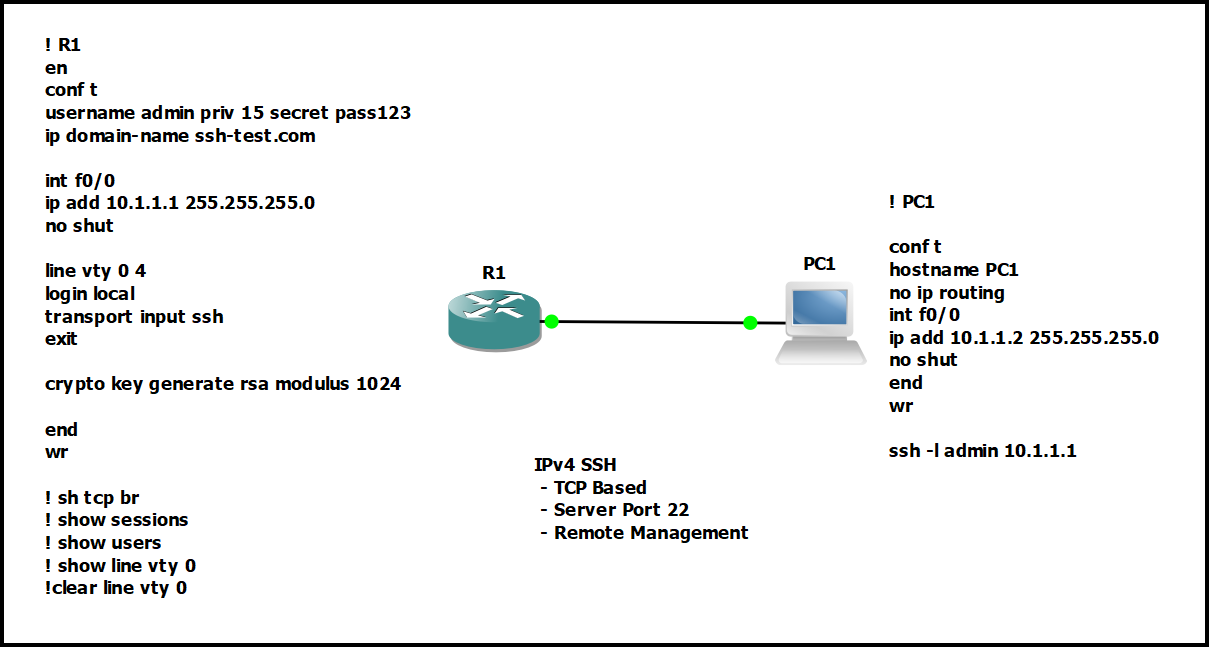 ! R1
en
conf t
username admin priv 15 secret pass123
ip domain-name ssh-test.com
int f0/0
ip add 10.1.1.1 255.255.255.0
no shut
line vty 0 4
login local
transport input ssh
exit
crypto key generate rsa modulus 1024
end
wr
! sh tcp br
! show sessions
! show users
! show line vty 0
!clear line vty 0
R1
PC1
IPv4 SSH
- TCP Based
- Server Port 22
- Remote Management
! PC1
conf t
hostname PC1
no ip routing
int f0/0
ip add 10.1.1.2 255.255.255.0
no shut
end
wr
ssh -l admin 10.1.1.1